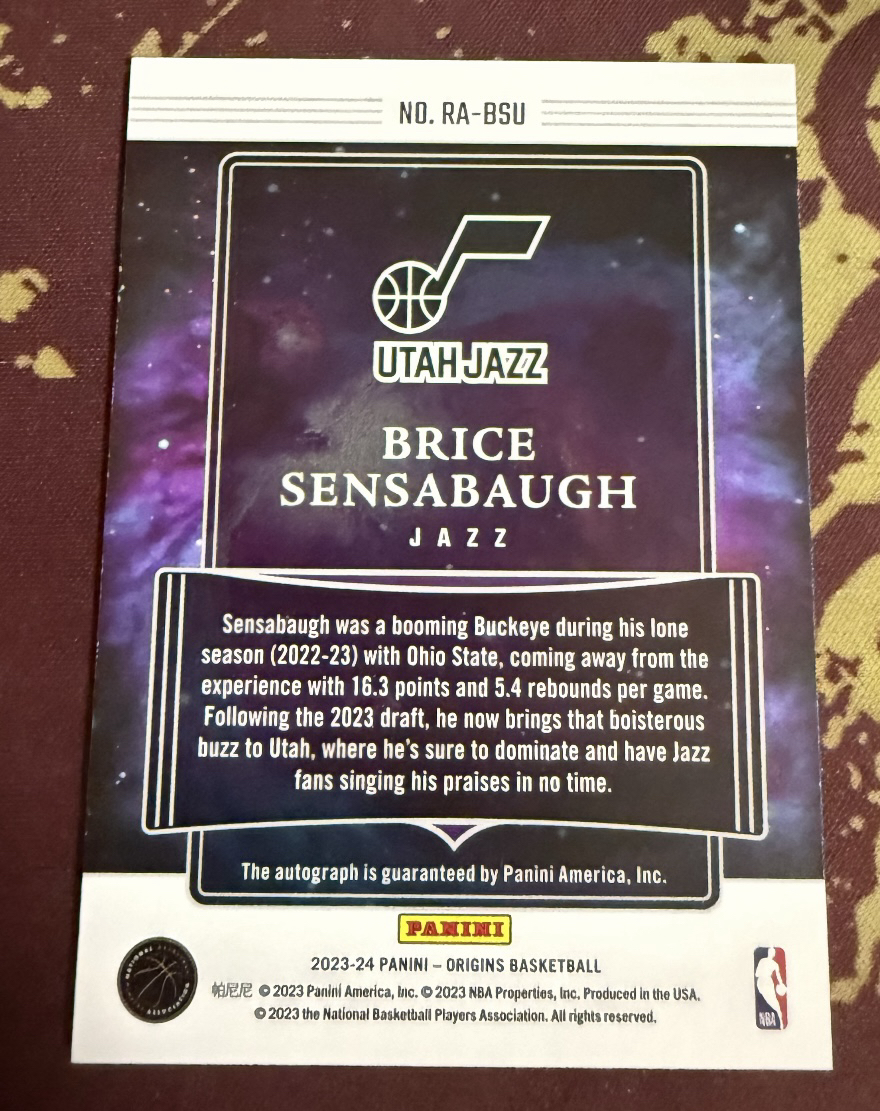 NO. RA-BSU
UTAH JAZZ
BRICE
SENSABAUGH
JAZZ
Sensabaugh was a booming Buckeye during his lone
season (2022-23) with Ohio State, coming away from the
experience with 16.3 points and 5.4 rebounds per game.
Following the 2023 draft, he now brings that boisterous
buzz to Utah, where he's sure to dominate and have Jazz
fans singing his praises in no time.
The autograph is guaranteed by Panini America, Inc.
PANINI
2023-24 PANINI – ORIGINS BASKETBALL
帕尼尼 © 2023 Panini America, Inc. © 2023 NBA Properties, Inc. Produced in the USA.
© 2023 the National Basketball Players Association. All rights reserved.
NBA